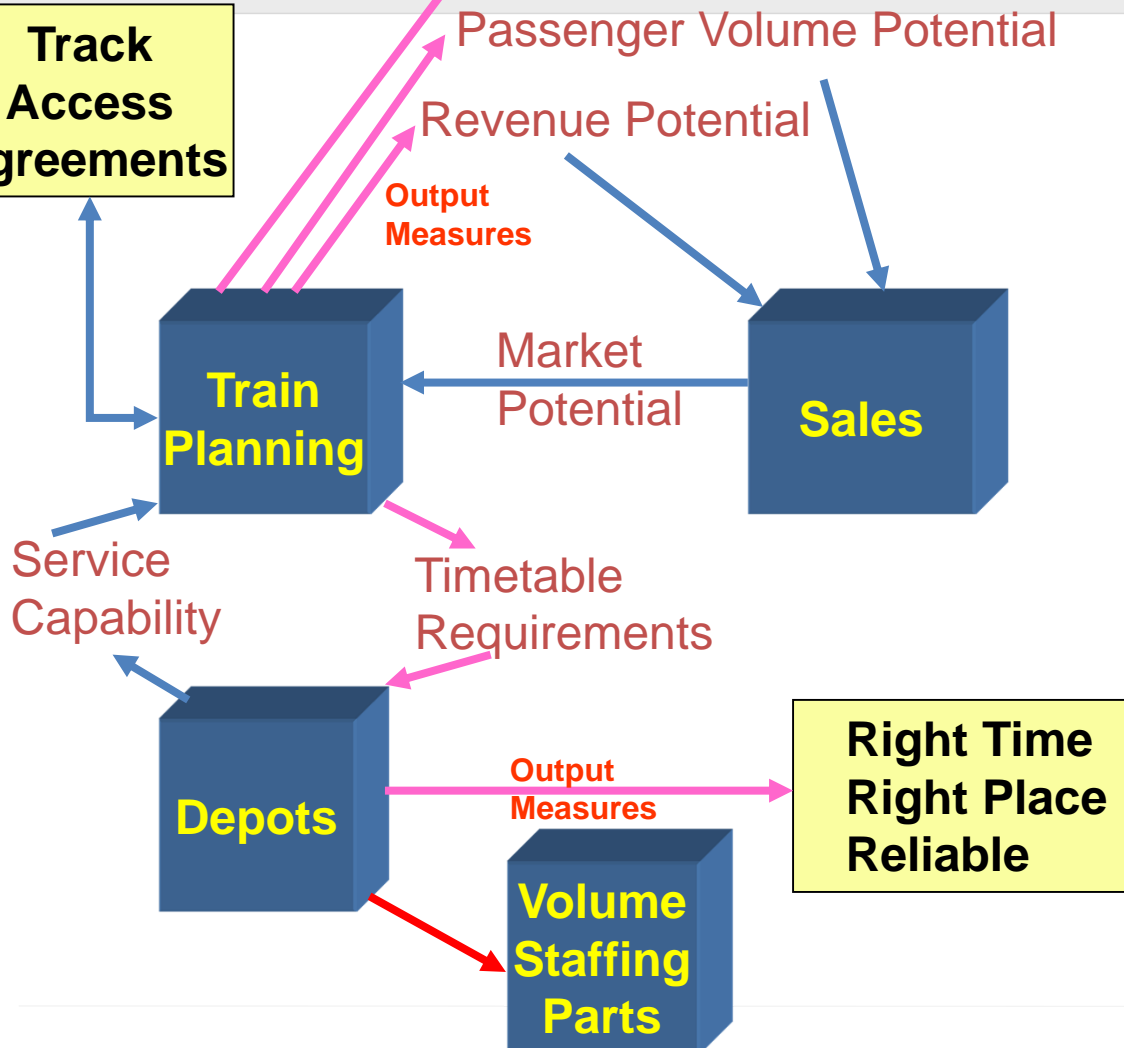 Passenger Volume Potential
Track
Access
greements
Revenue Potential
Output
Measures
Market
Potential
Train
Planning
Sales
Service
Capability
Timetable
Requirements
Right Time
Right Place
Reliable
Output
Measures
Depots
Volume
Staffing
Parts